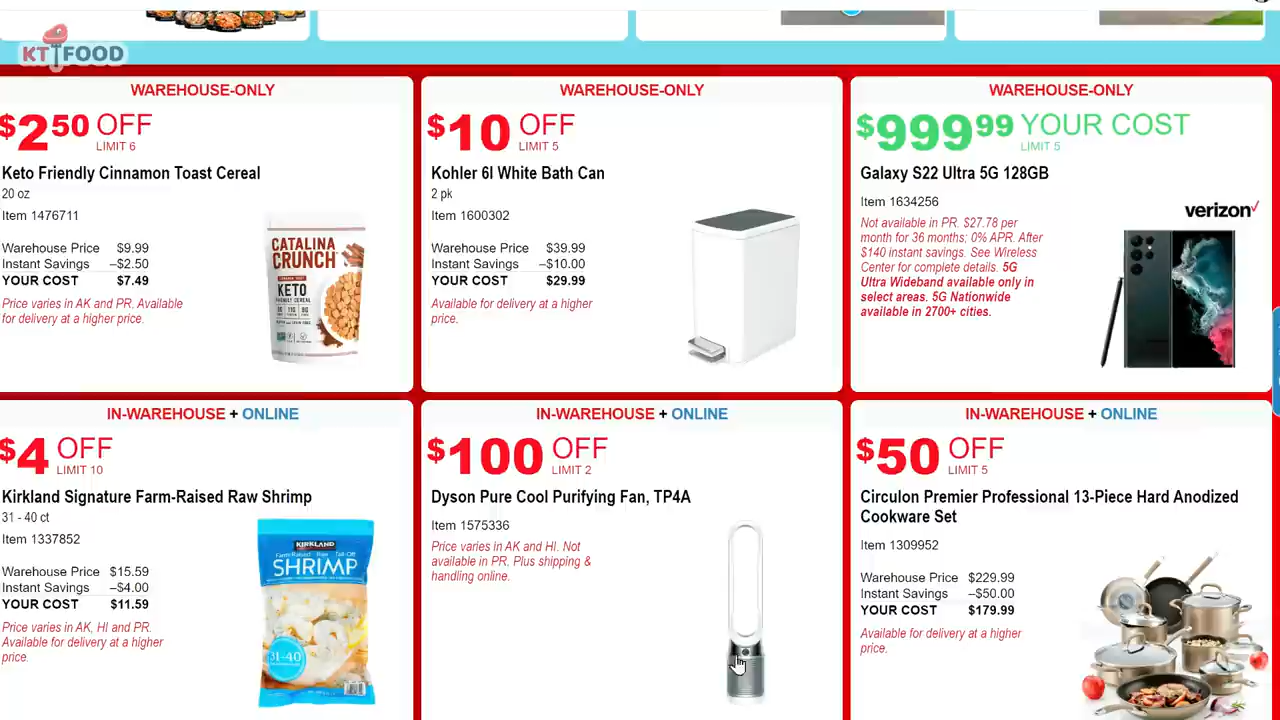 KT FOOD
WAREHOUSE-ONLY
$2.50 OFF
LIMIT 6
Keto Friendly Cinnamon Toast Cereal
20 oz
Item 1476711
Warehouse Price $9.99
Instant Savings –$2.50
YOUR COST $7.49
Price varies in AK and PR. Available
for delivery at a higher price.
CATALINA
CRUNCH
KETO
FRIENDLY CEREAL
WAREHOUSE-ONLY
$10 OFF
LIMIT 5
Kohler 6l White Bath Can
2 pk
Item 1600302
Warehouse Price $39.99
Instant Savings –$10.00
YOUR COST $29.99
Available for delivery at a higher
price.
WAREHOUSE-ONLY
$999.99 YOUR COST
LIMIT 5
Galaxy S22 Ultra 5G 128GB
Item 1634256
Not available in PR. $27.78 per
month for 36 months; 0% APR. After
$140 instant savings. See Wireless
Center for complete details. 5G
Ultra Wideband available only in
select areas. 5G Nationwide
available in 2700+ cities.
verizon✓
IN-WAREHOUSE + ONLINE
$4 OFF
LIMIT 10
Kirkland Signature Farm-Raised Raw Shrimp
31 - 40 ct
Item 1337852
Warehouse Price $15.59
Instant Savings –$4.00
YOUR COST $11.59
Price varies in AK, HI and PR.
Available for delivery at a higher
price.
KIRKLAND
Farm-Raised Raw Tail-Off
SHRIMP
31-40
IN-WAREHOUSE + ONLINE
$100 OFF
LIMIT 2
Dyson Pure Cool Purifying Fan, TP4A
Item 1575336
Price varies in AK and HI. Not
available in PR. Plus shipping &
handling online.
IN-WAREHOUSE + ONLINE
$50 OFF
LIMIT 5
Circulon Premier Professional 13-Piece Hard Anodized
Cookware Set
Item 1309952
Warehouse Price $229.99
Instant Savings –$50.00
YOUR COST $179.99
Available for delivery at a higher
price.